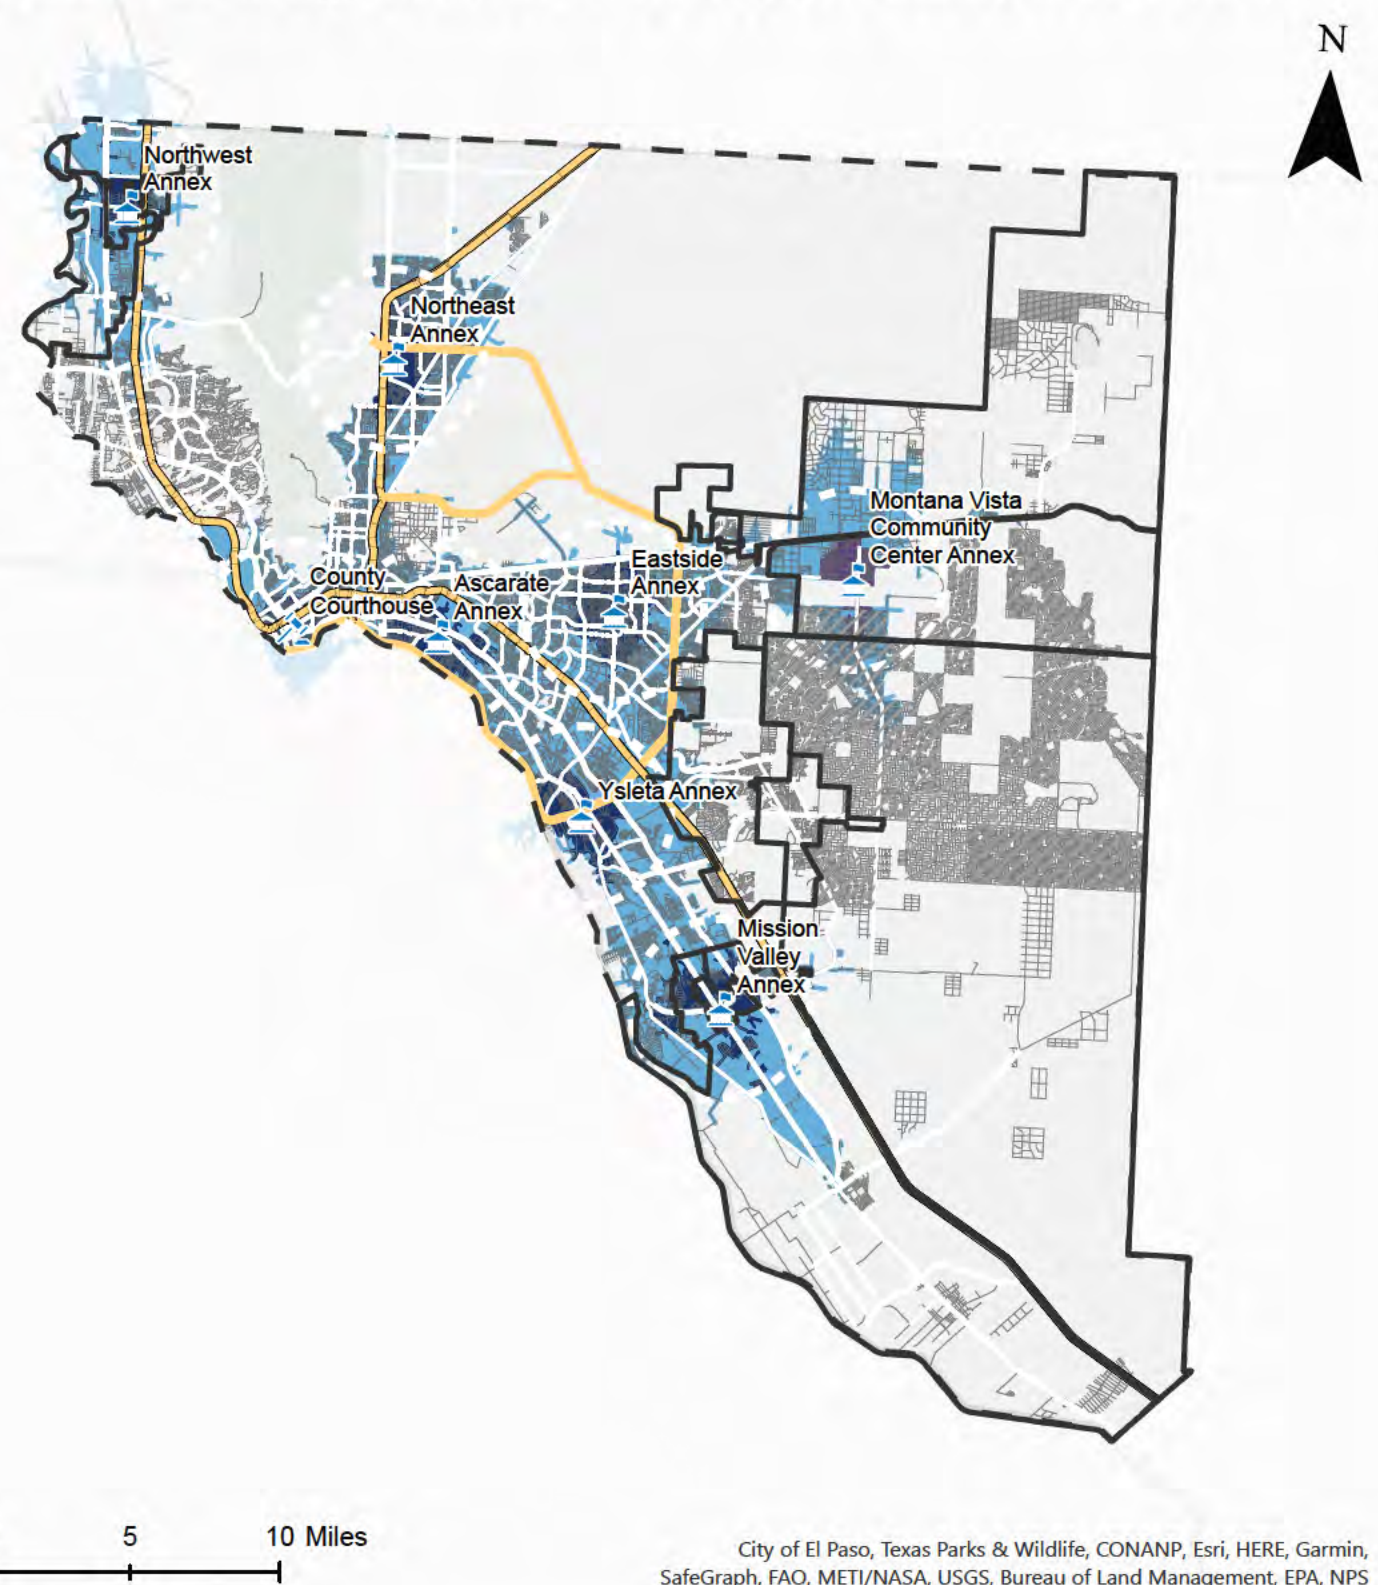 N
Northwest
Annex
Northeast
Annex
Montana Vista
Community
Center Annex
Eastside
Annex
County
Courthouse
Ascarate
Annex
Ysleta Annex
Mission
Valley
Annex
5 10 Miles
City of El Paso, Texas Parks & Wildlife, CONANP, Esri, HERE, Garmin,
SafeGraph, FAO, METI/NASA, USGS, Bureau of Land Management, EPA, NPS